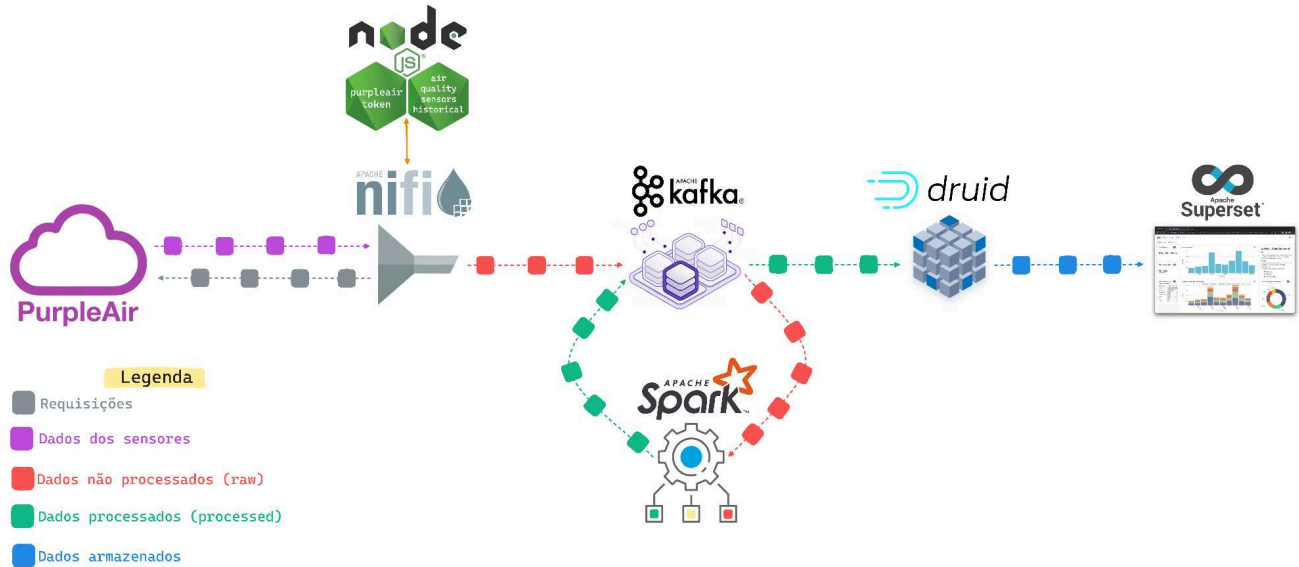 node
JS
purpleair
token
air
quality
sensors
historical
APACHE
nifi
APACHE
kafka
druid
Apache
Superset
PurpleAir
APACHE
Spark™
Legenda
Requisições
Dados dos sensores
Dados não processados (raw)
Dados processados (processed)
Dados armazenados